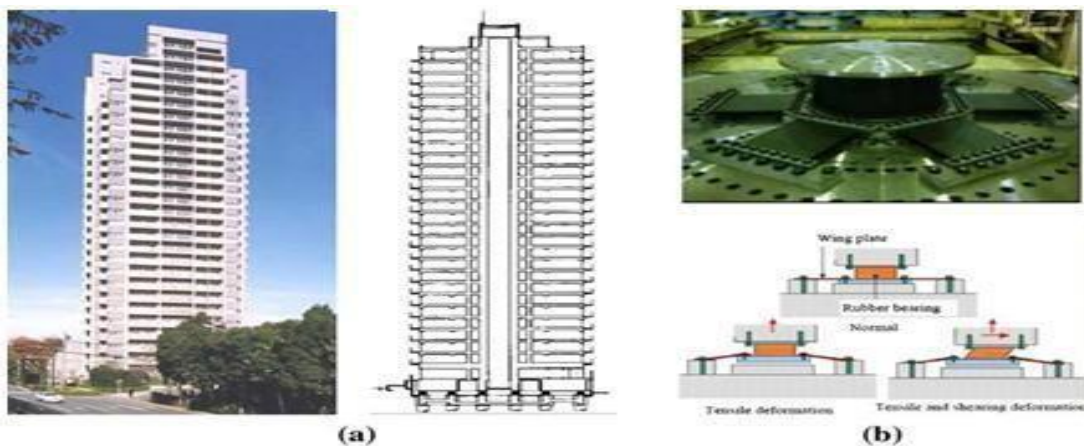 Wing plate
Rubber bearing
Normal
Tensile deformation
Tensile and shearing deformation
(a)
(b)